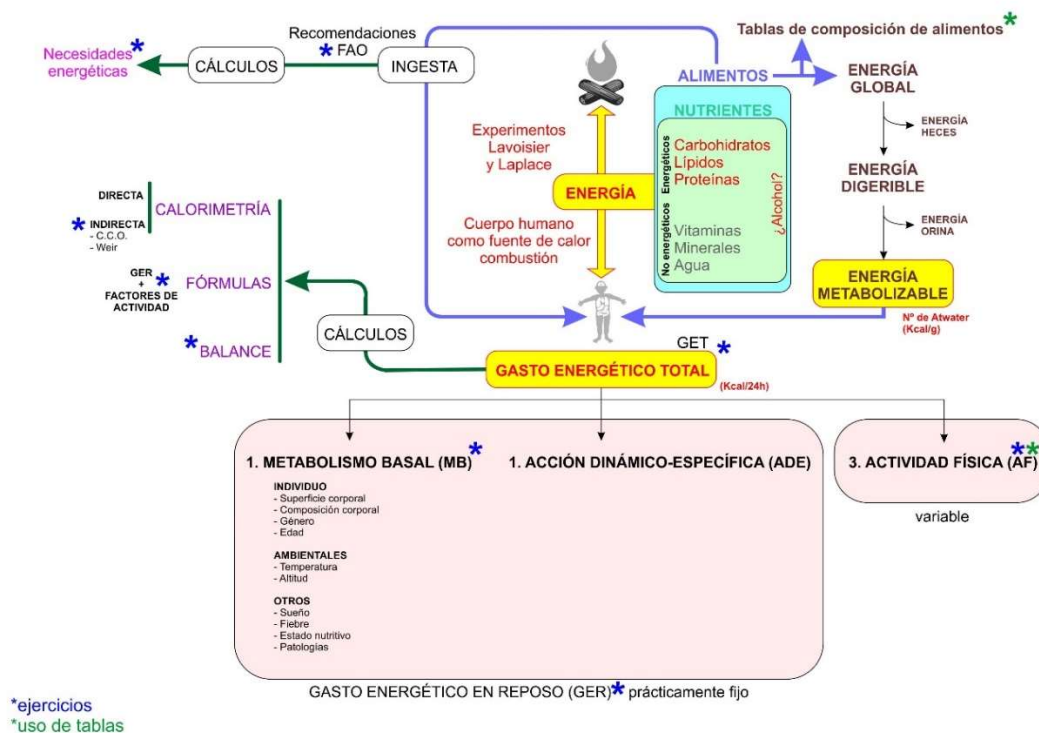 Necesidades
energéticas*
CÁLCULOS
Recomendaciones
* FAO
INGESTA
Tablas de composición de alimentos*
ALIMENTOS
ENERGÍA
GLOBAL
ENERGÍA
HECES
ENERGÍA
DIGERIBLE
ENERGÍA
ORINA
ENERGÍA
METABOLIZABLE
Nº de Atwater
(Kcal/g)
NUTRIENTES
Energéticos
Carbohidratos
Lípidos
Proteínas
¿Alcohol?
No energéticos
Vitaminas
Minerales
Agua
Experimentos
Lavoisier
y Laplace
ENERGÍA
Cuerpo humano
como fuente de calor
combustión
DIRECTA
CALORIMETRÍA
* INDIRECTA
- C.C.O.
- Weir
GER *
+
FACTORES DE
ACTIVIDAD
FÓRMULAS
* BALANCE
CÁLCULOS
GET *
GASTO ENERGÉTICO TOTAL
(Kcal/24h)
1. METABOLISMO BASAL (MB)*
INDIVIDUO
- Superficie corporal
- Composición corporal
- Género
- Edad
AMBIENTALES
- Temperatura
- Altitud
OTROS
- Sueño
- Fiebre
- Estado nutritivo
- Patologías
1. ACCIÓN DINÁMICO-ESPECÍFICA (ADE)
3. ACTIVIDAD FÍSICA (AF)**
variable
GASTO ENERGÉTICO EN REPOSO (GER)* prácticamente fijo
*ejercicios
*uso de tablas